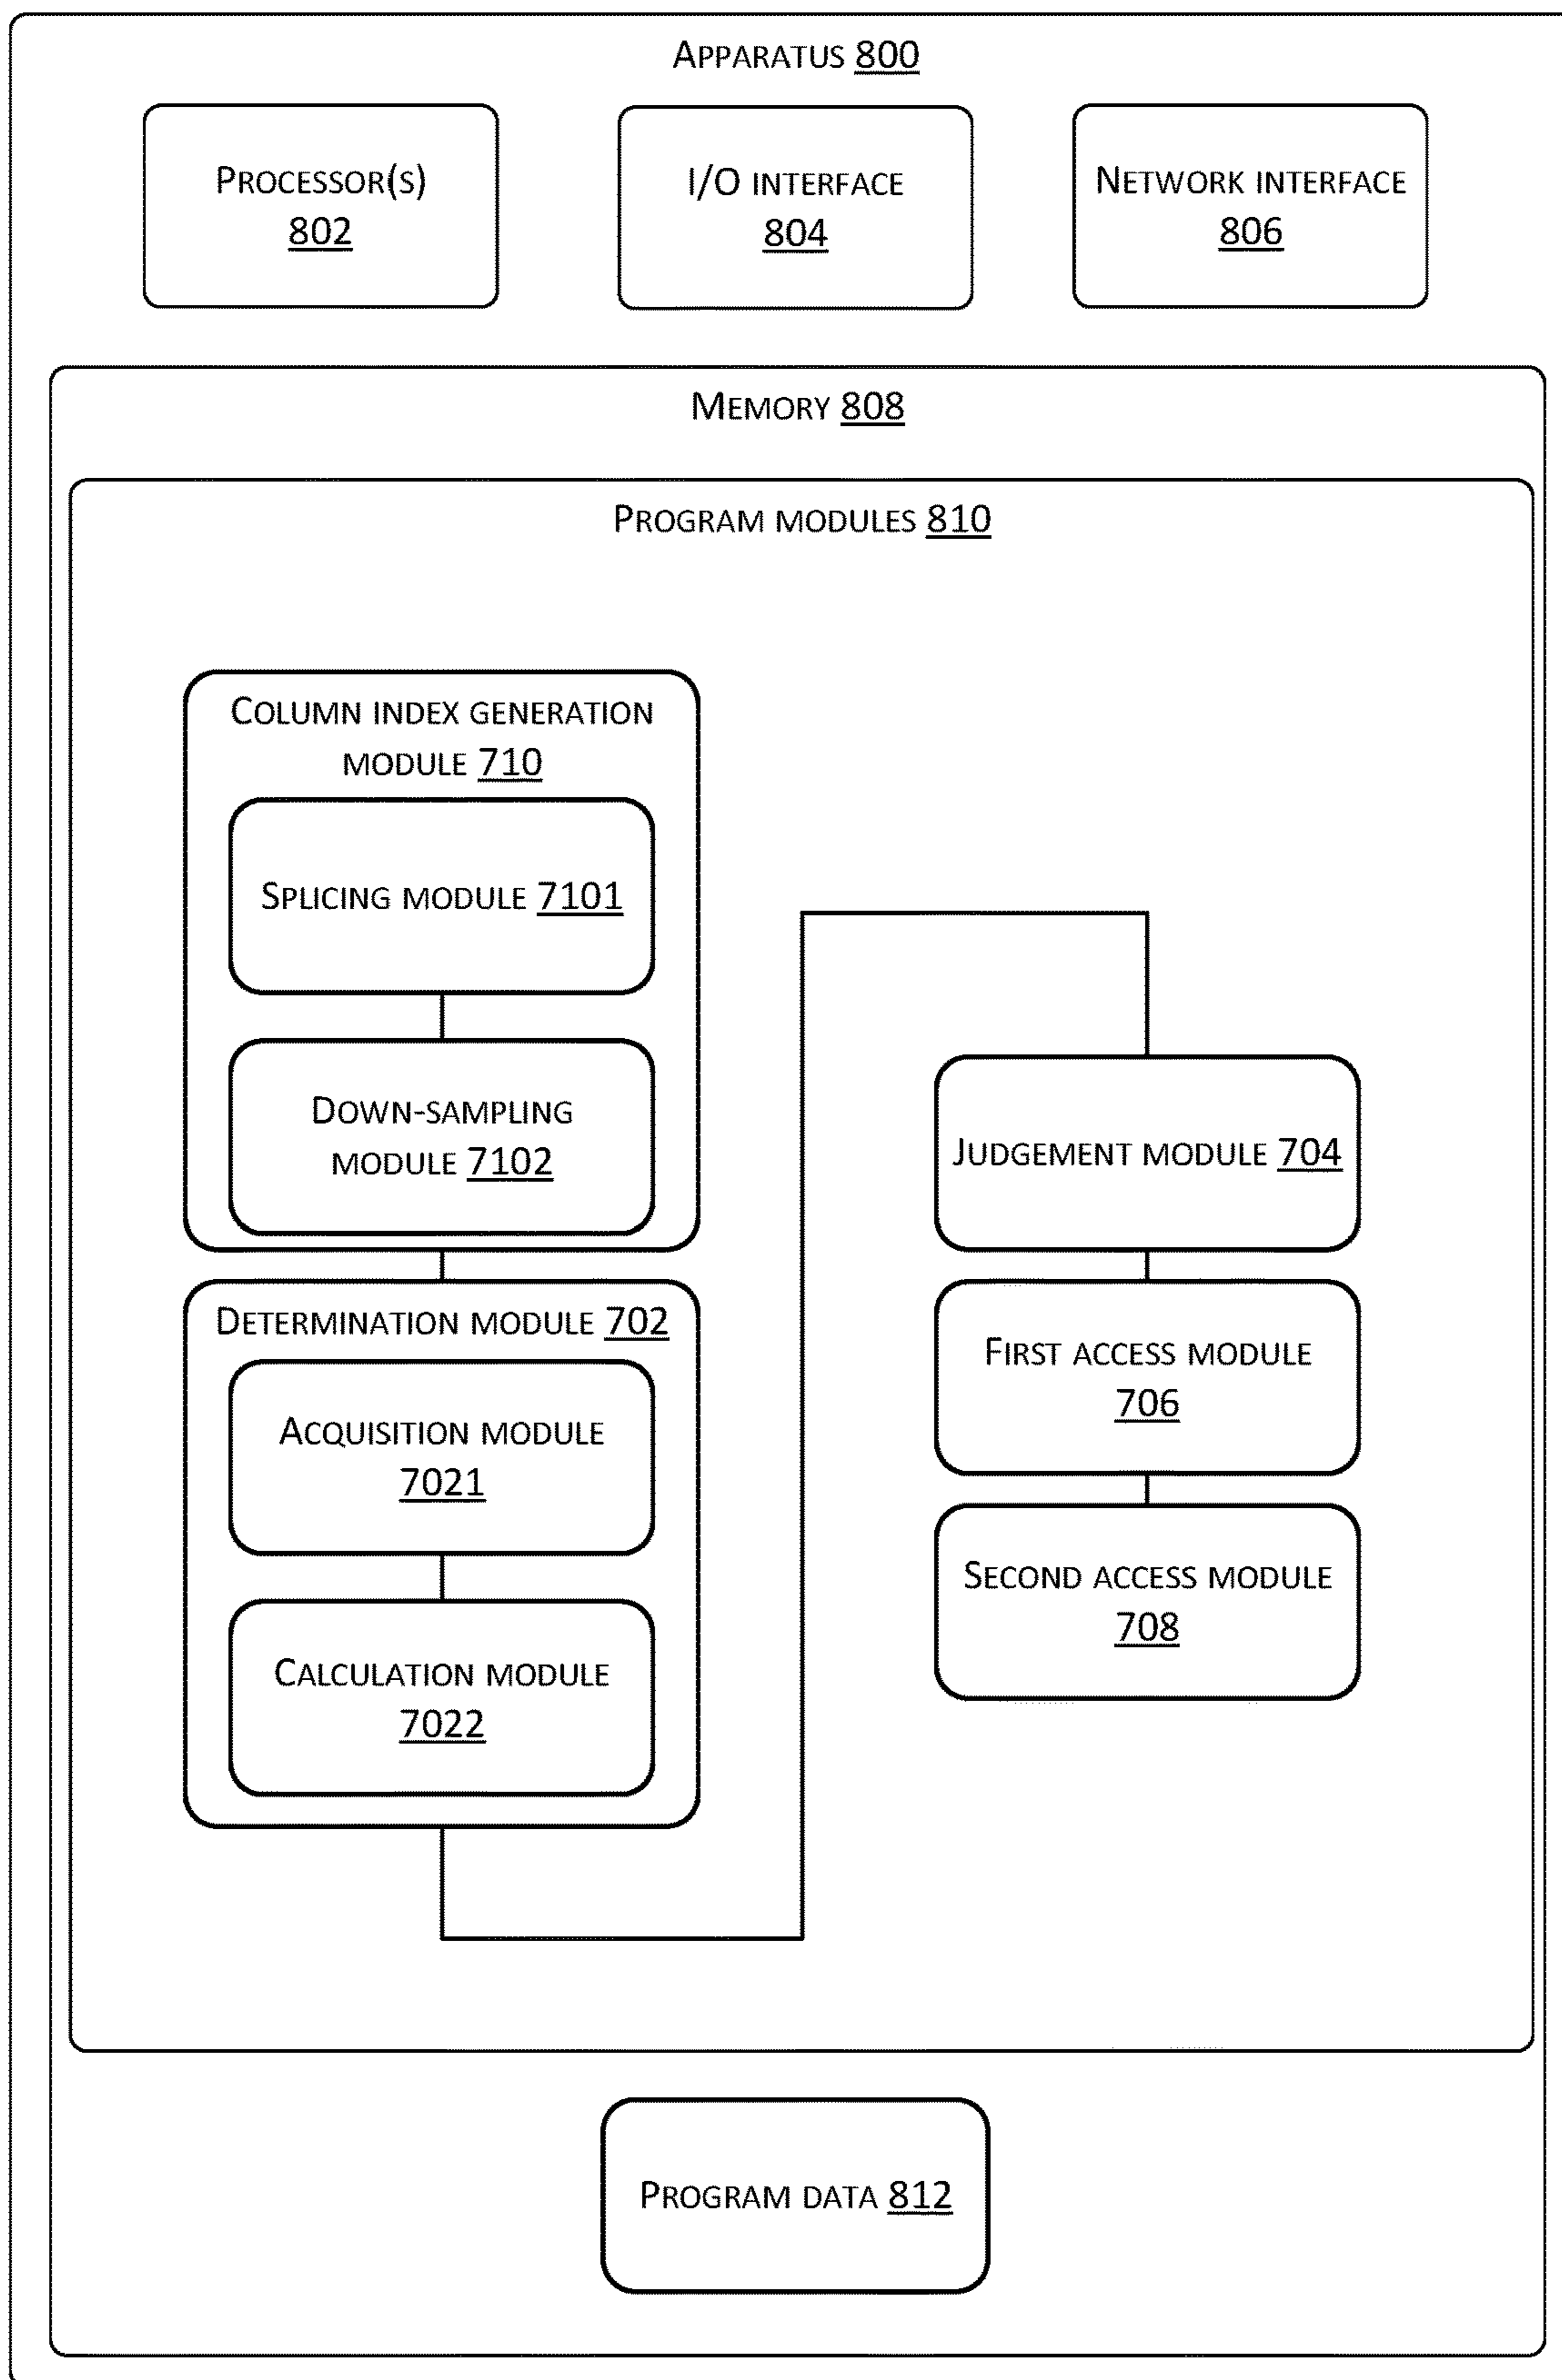 APPARATUS 800
PROCESSOR(S)
802
I/O INTERFACE
804
NETWORK INTERFACE
806
MEMORY 808
PROGRAM MODULES 810
COLUMN INDEX GENERATION
MODULE 710
SPLICING MODULE 7101
DOWN-SAMPLING
MODULE 7102
DETERMINATION MODULE 702
ACQUISITION MODULE
7021
CALCULATION MODULE
7022
JUDGEMENT MODULE 704
FIRST ACCESS MODULE
706
SECOND ACCESS MODULE
708
PROGRAM DATA 812